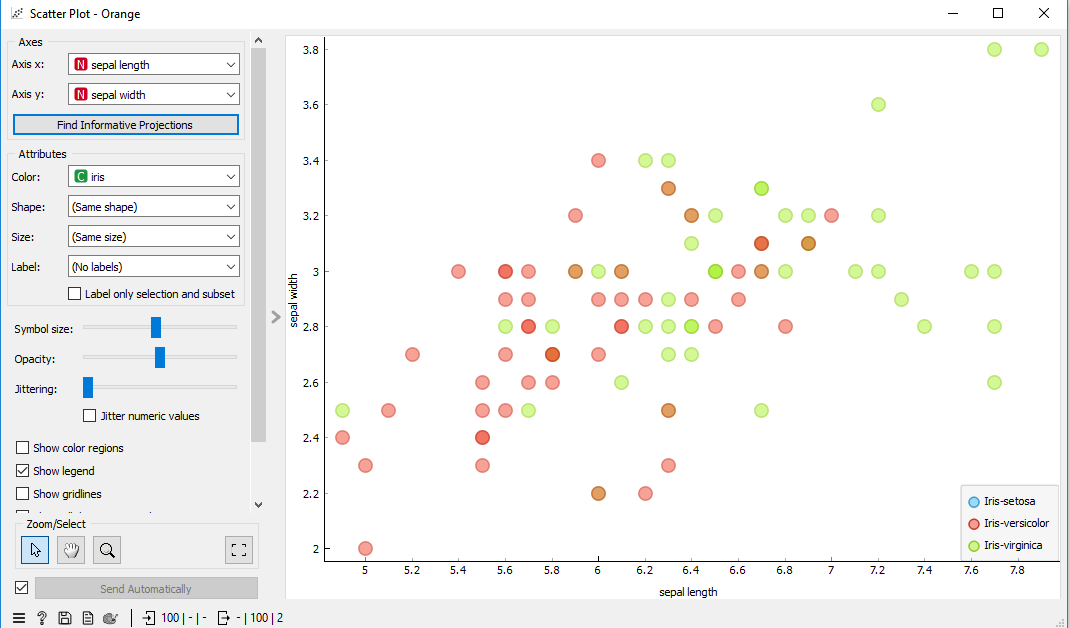 Scatter Plot - Orange
Axes
Axis x: N sepal length
Axis y: N sepal width
Find Informative Projections
Attributes
Color: C iris
Shape: (Same shape)
Size: (Same size)
Label: (No labels)
Label only selection and subset
Symbol size:
Opacity:
Jittering:
Jitter numeric values
Show color regions
Show legend
Show gridlines
Zoom/Select
Send Automatically
100 | - | - - | 100 | 2
sepal width
3.8
3.6
3.4
3.2
3
2.8
2.6
2.4
2.2
2
5 5.2 5.4 5.6 5.8 6 6.2 6.4 6.6 6.8 7 7.2 7.4 7.6 7.8
sepal length
Iris-setosa
Iris-versicolor
Iris-virginica